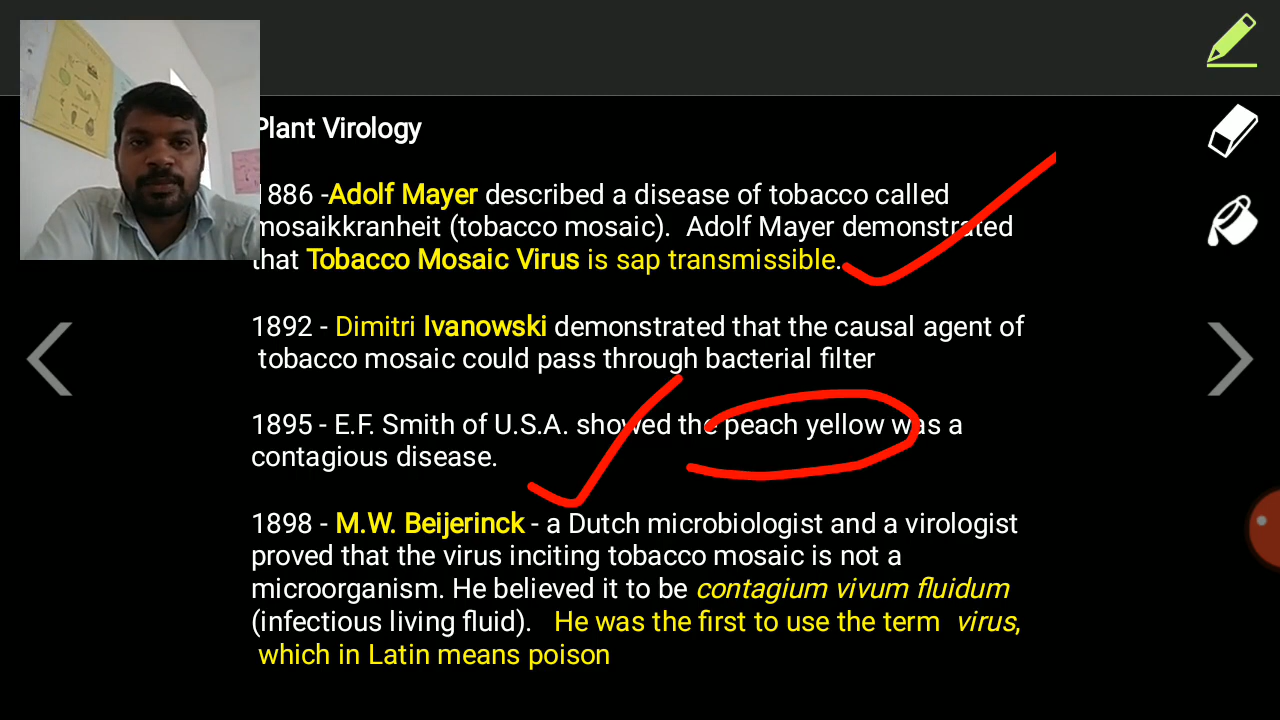 Plant Virology
1886 -Adolf Mayer described a disease of tobacco called
mosaikkranheit (tobacco mosaic). Adolf Mayer demonstrated
that Tobacco Mosaic Virus is sap transmissible.
1892 - Dimitri Ivanowski demonstrated that the causal agent of
tobacco mosaic could pass through bacterial filter
1895 - E.F. Smith of U.S.A. showed the peach yellow was a
contagious disease.
1898 - M.W. Beijerinck - a Dutch microbiologist and a virologist
proved that the virus inciting tobacco mosaic is not a
microorganism. He believed it to be contagium vivum fluidum
(infectious living fluid). He was the first to use the term virus,
which in Latin means poison